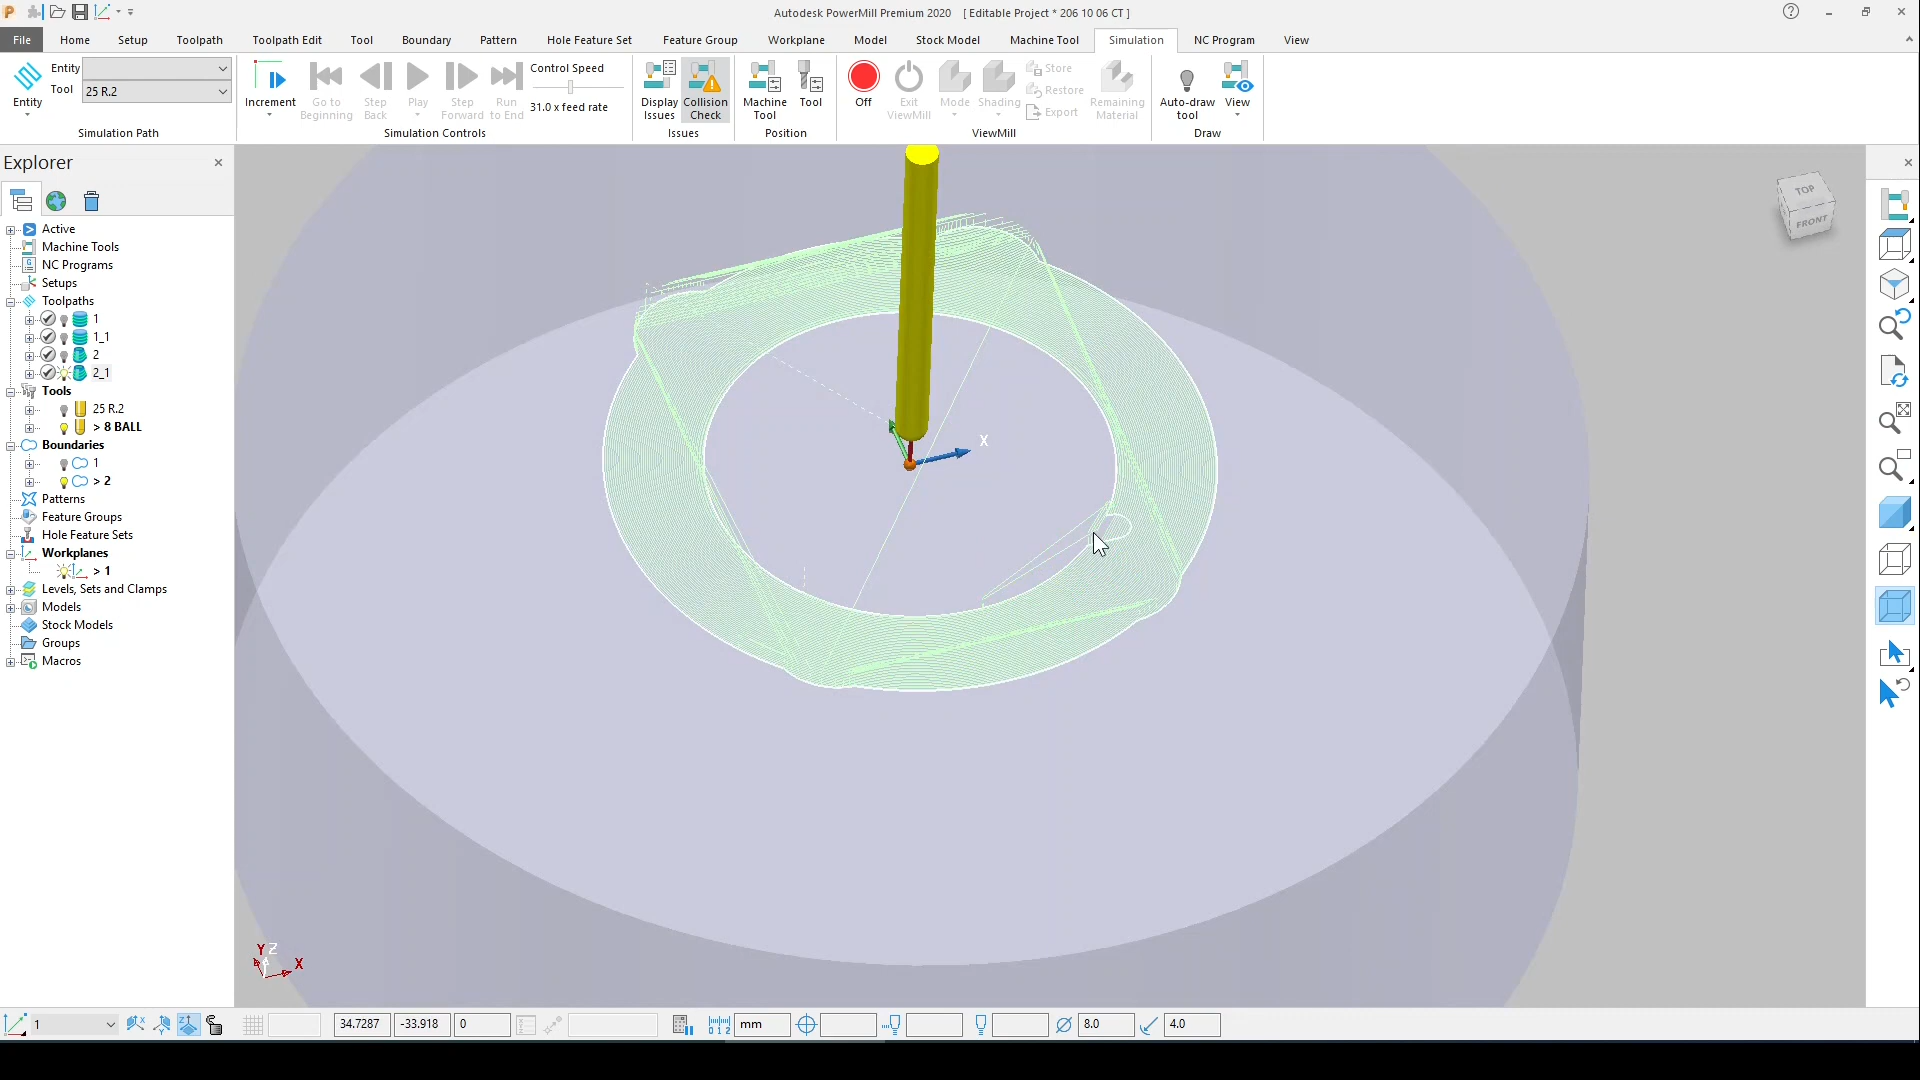 Autodesk PowerMill Premium 2020 [ Editable Project * 206 10 06 CT ]
File Home Setup Toolpath Toolpath Edit Tool Boundary Pattern Hole Feature Set Feature Group Workplane Model Stock Model Machine Tool Simulation NC Program View
Entity
Tool 25 R.2
Entity
Simulation Path
Increment
Go to Beginning
Step Back
Play
Step Forward
Run to End
Control Speed
31.0 x feed rate
Simulation Controls
Display Issues
Collision Check
Issues
Machine Tool
Tool
Position
Off
Exit ViewMill
Mode
Shading
Store
Restore
Export
Remaining Material
ViewMill
Auto-draw tool
View
Draw
Explorer
Active
Machine Tools
NC Programs
Setups
Toolpaths
1
1_1
2
2_1
Tools
25 R.2
> 8 BALL
Boundaries
1
> 2
Patterns
Feature Groups
Hole Feature Sets
Workplanes
> 1
Levels, Sets and Clamps
Models
Stock Models
Groups
Macros
X
TOP
FRONT
Y Z
X
1 34.7287 -33.918 0 mm 8.0 4.0